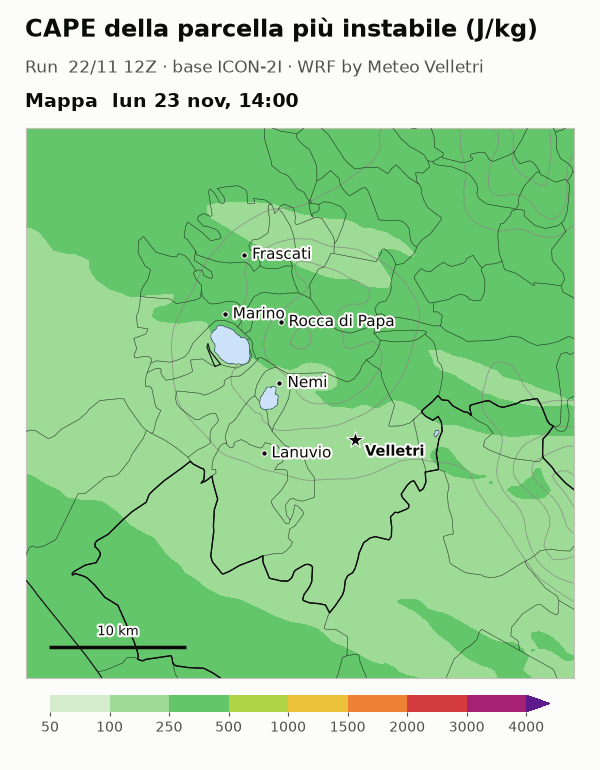 CAPE della parcella più instabile (J/kg)
Run  22/11 12Z · base ICON-2I · WRF by Meteo Velletri
Mappa  lun 23 nov, 14:00
Frascati
Marino
Rocca di Papa
Nemi
Velletri
Lanuvio
10 km
50 100 250 500 1000 1500 2000 3000 4000